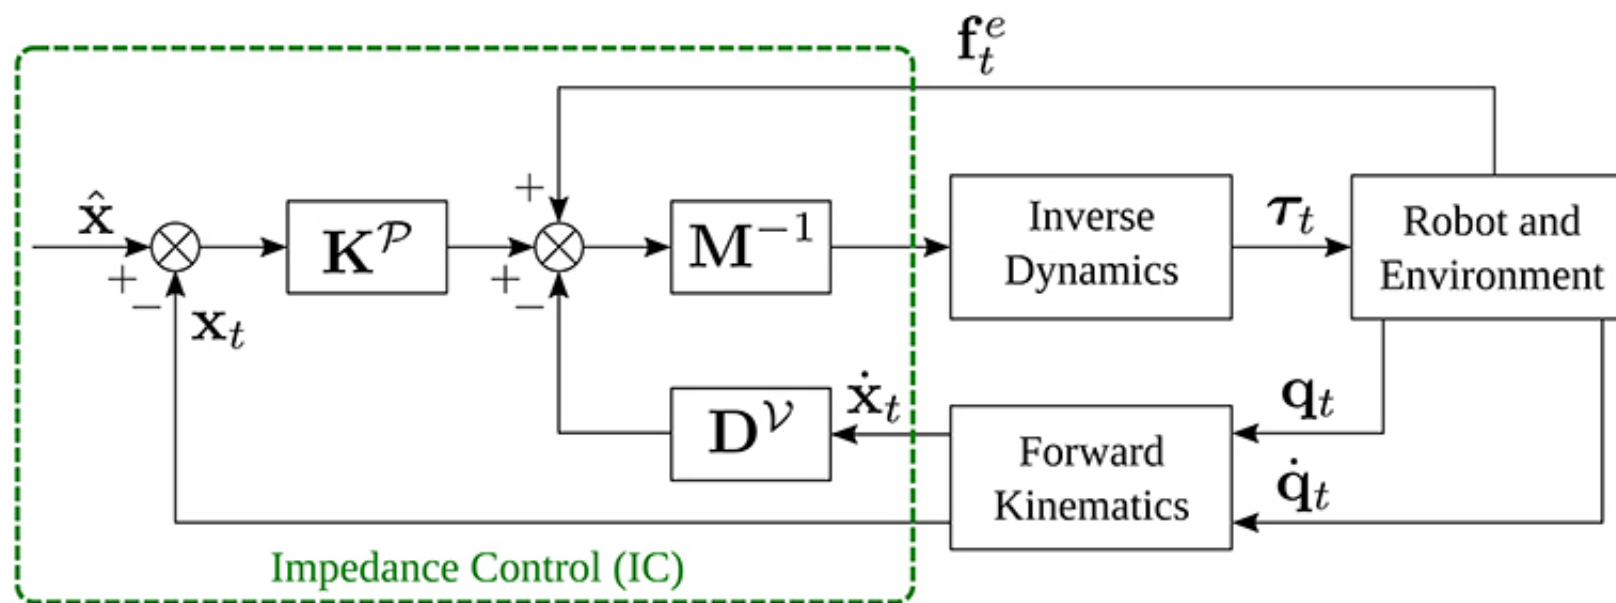 f_t^e
x̂
+
−
x_t
K^𝒫
+
+
−
M^{−1}
Inverse
Dynamics
τ_t
Robot and
Environment
D^𝒱
ẋ_t
Forward
Kinematics
q_t
q̇_t
Impedance Control (IC)